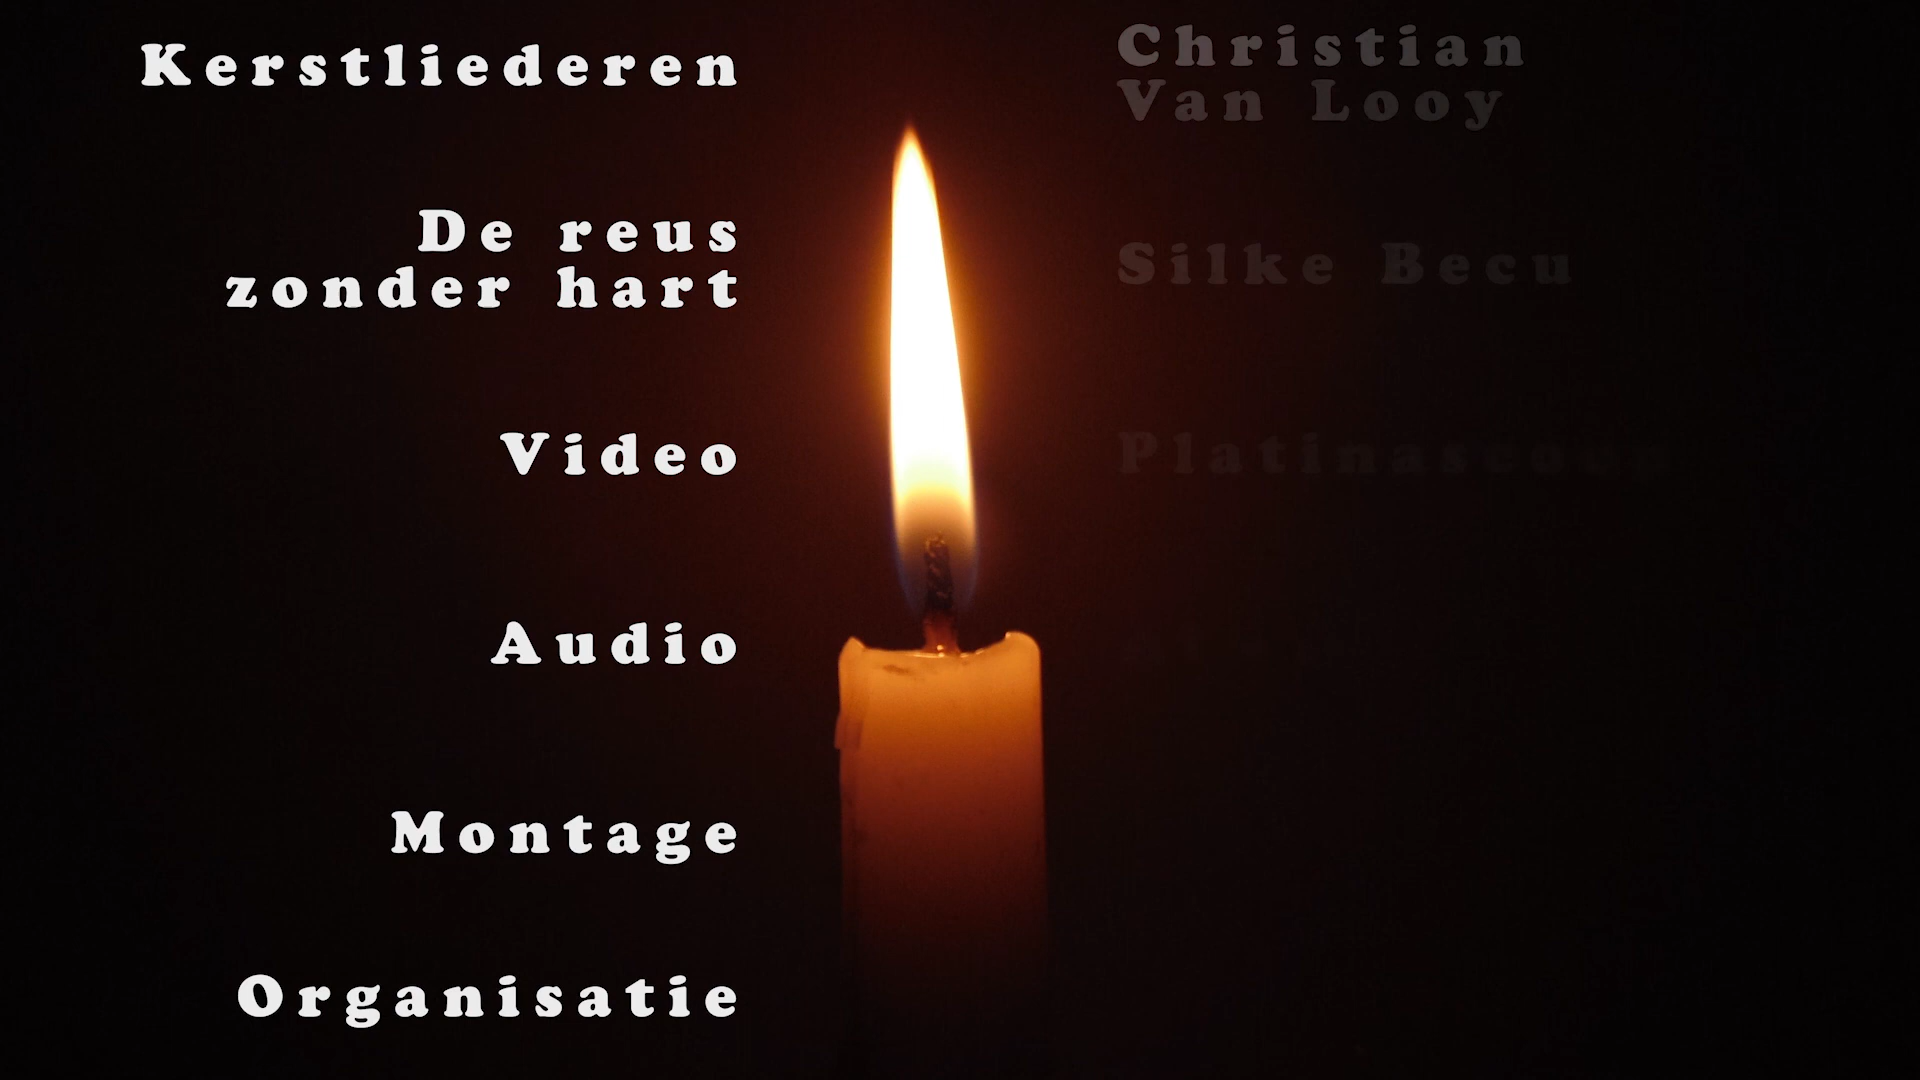 Kerstliederen
Christian
Van Looy
De reus
zonder hart
Silke Becu
Video
Audio
Montage
Organisatie